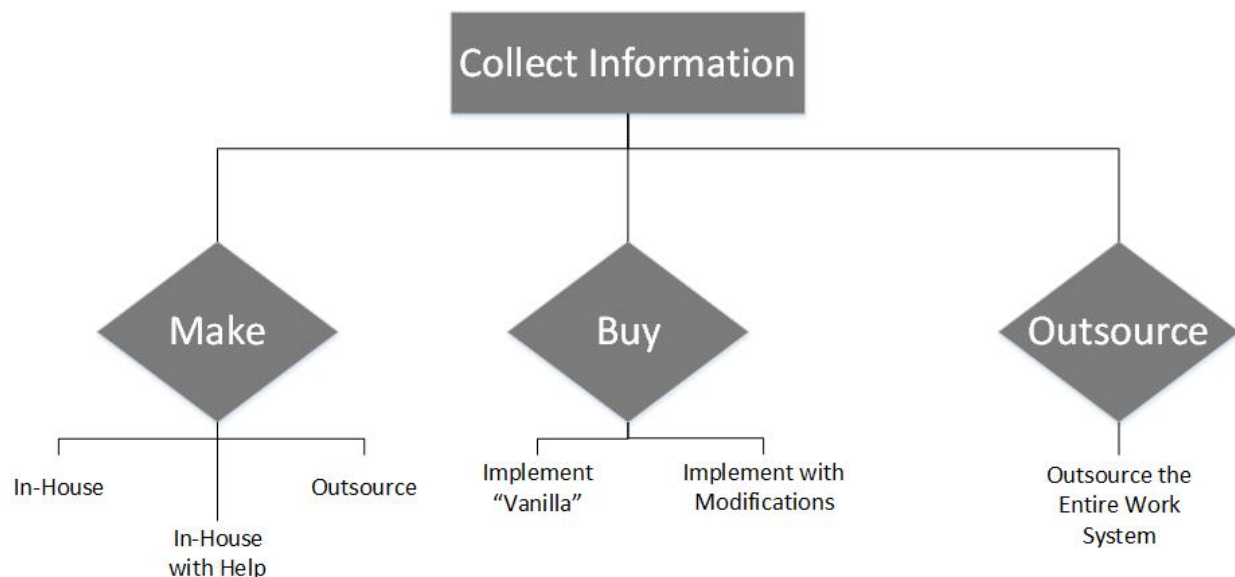 Collect Information
Make
Buy
Outsource
In-House
In-House
with Help
Outsource
Implement
“Vanilla”
Implement with
Modifications
Outsource the
Entire Work
System